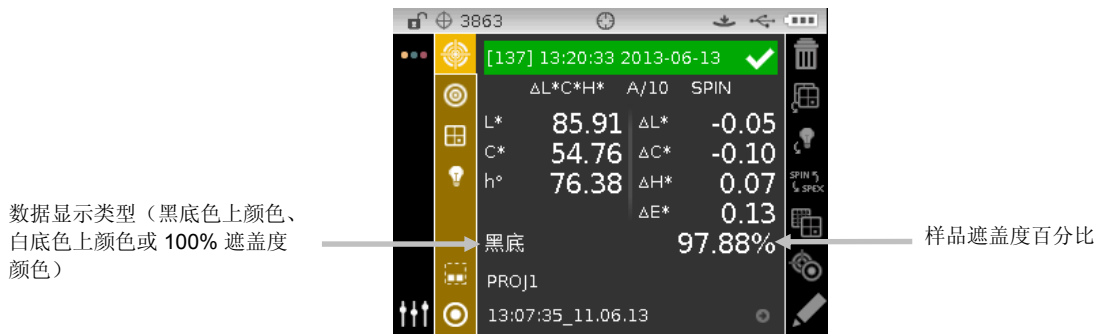 3863
[137] 13:20:33 2013-06-13
ΔL*C*H* A/10 SPIN
L* 85.91 ΔL* -0.05
C* 54.76 ΔC* -0.10
h° 76.38 ΔH* 0.07
ΔE* 0.13
SPIN
SPEX
数据显示类型（黑底色上颜色、
白底色上颜色或 100% 遮盖度
颜色）
黑底 97.88%
样品遮盖度百分比
PROJ1
13:07:35_11.06.13